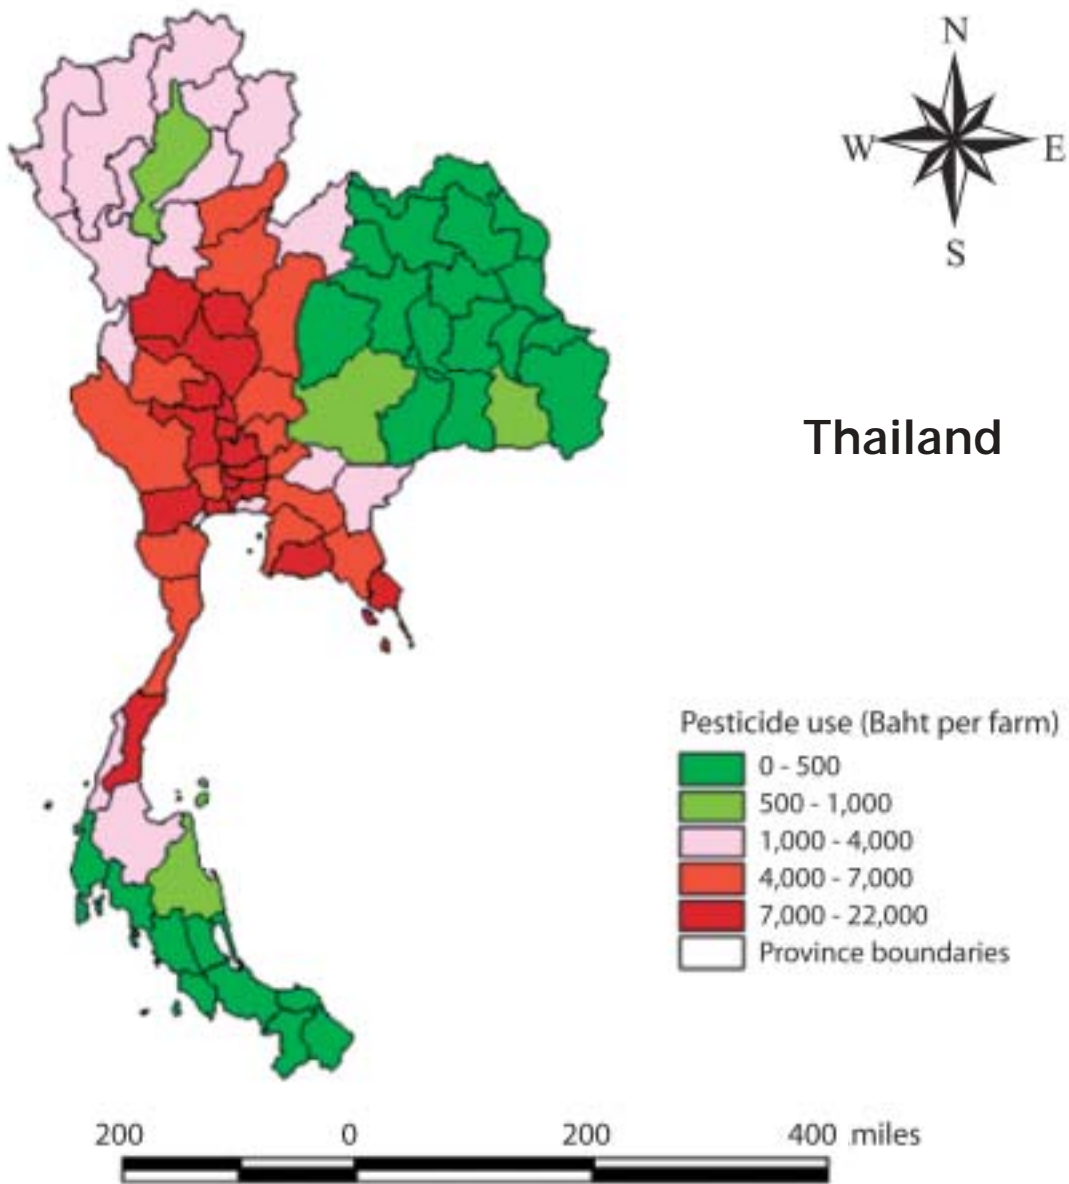 N
W E
S
Thailand
Pesticide use (Baht per farm)
0 - 500
500 - 1,000
1,000 - 4,000
4,000 - 7,000
7,000 - 22,000
Province boundaries
200 0 200 400 miles